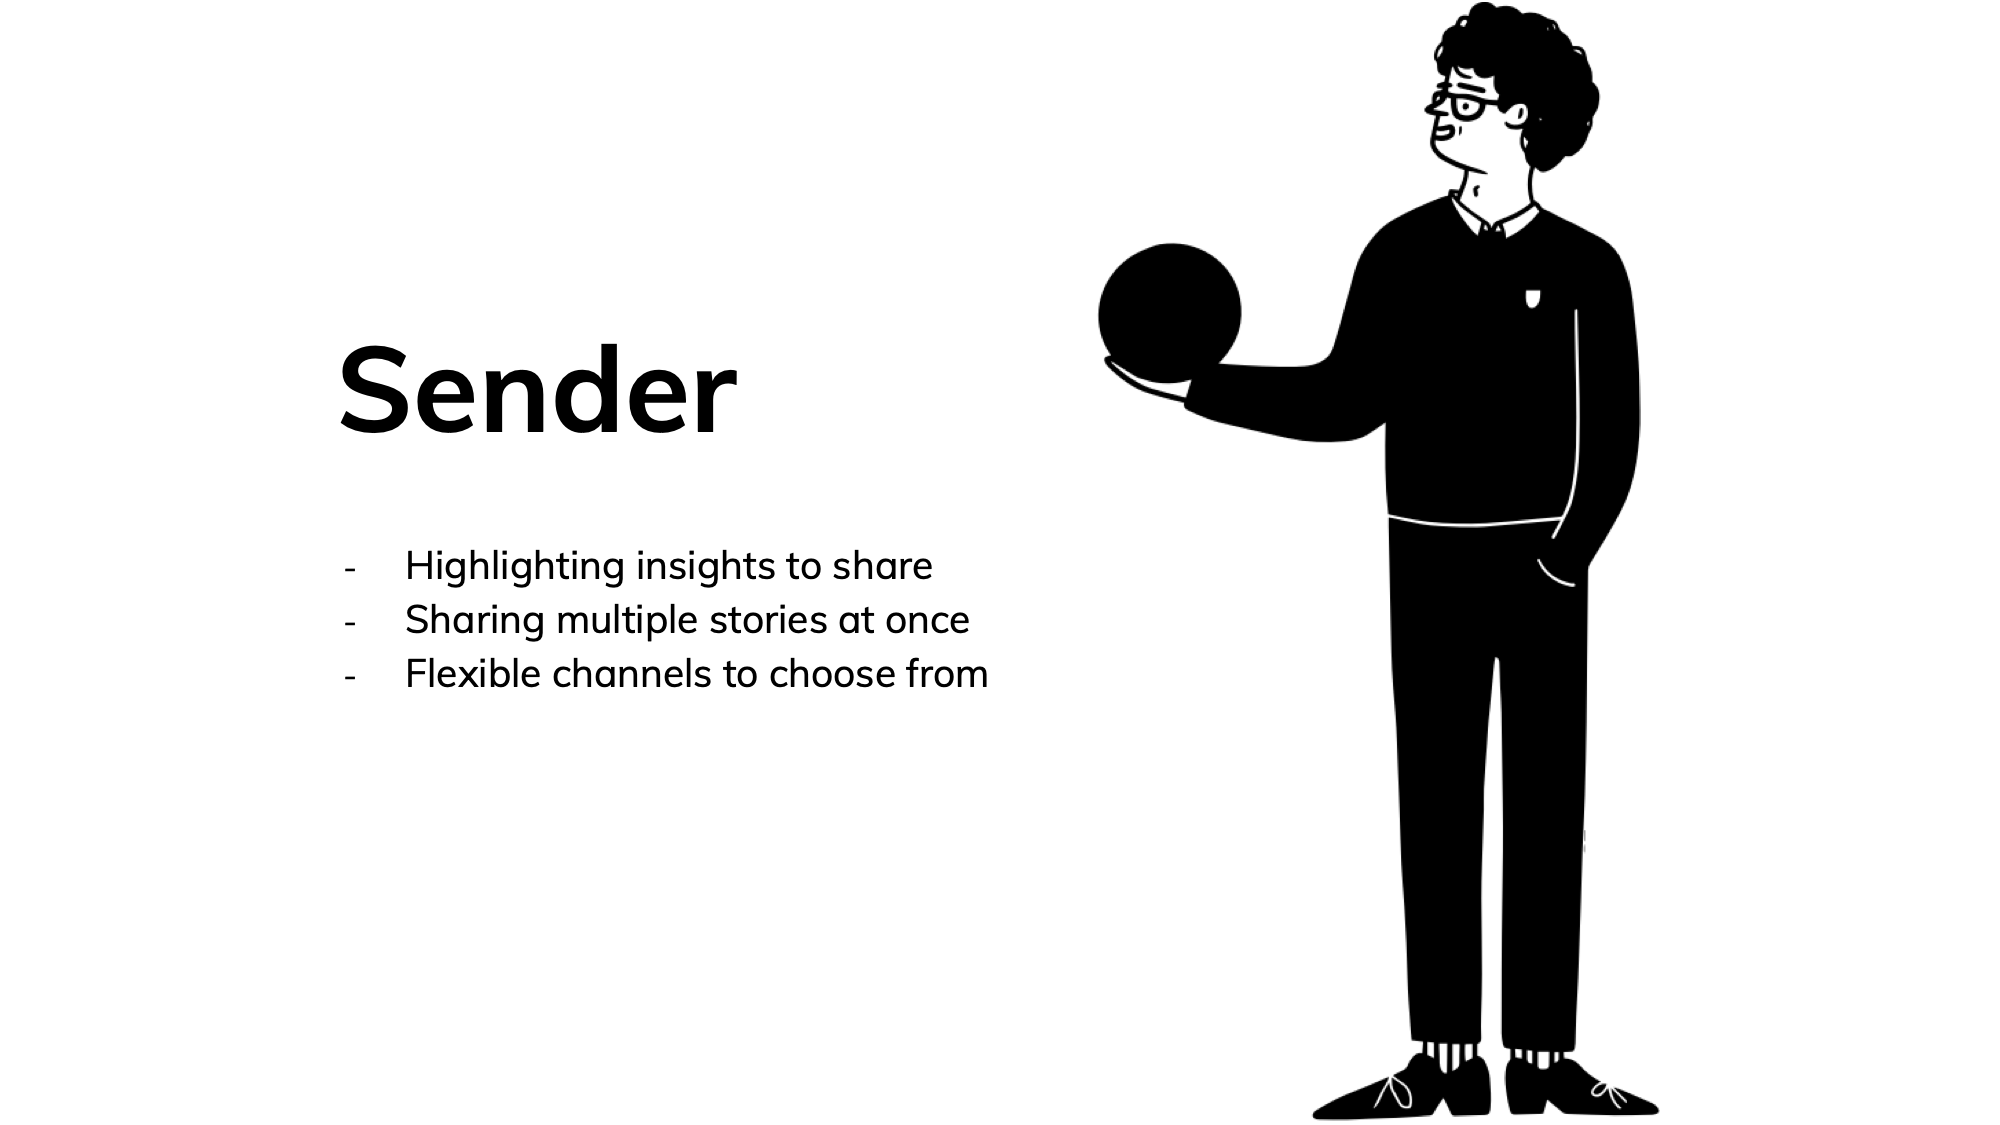 Sender
- Highlighting insights to share
- Sharing multiple stories at once
- Flexible channels to choose from